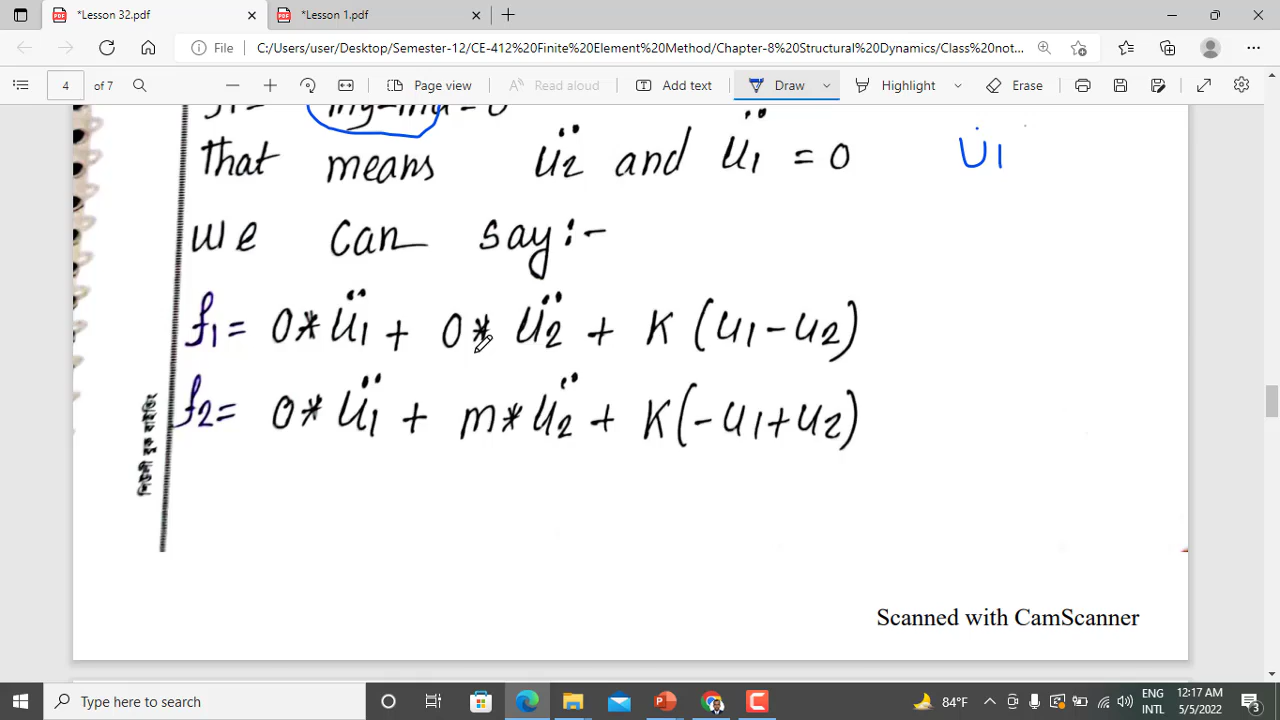 *Lesson 32.pdf
*Lesson 1.pdf
File C:/Users/user/Desktop/Semester-12/CE-412%20Finite%20Element%20Method/Chapter-8%20Structural%20Dynamics/Class%20not...
4 of 7 Page view Read aloud Add text Draw Highlight Erase
that means ü2 and ü1 = 0 U̇1
we can say:-
f1= 0*ü1 + 0* ü2 + K (u1-u2)
f2= 0*ü1 + m*ü2 + K(-u1+u2)
Scanned with CamScanner
Type here to search
84°F ENG 12:17 AM
INTL 5/5/2022
3